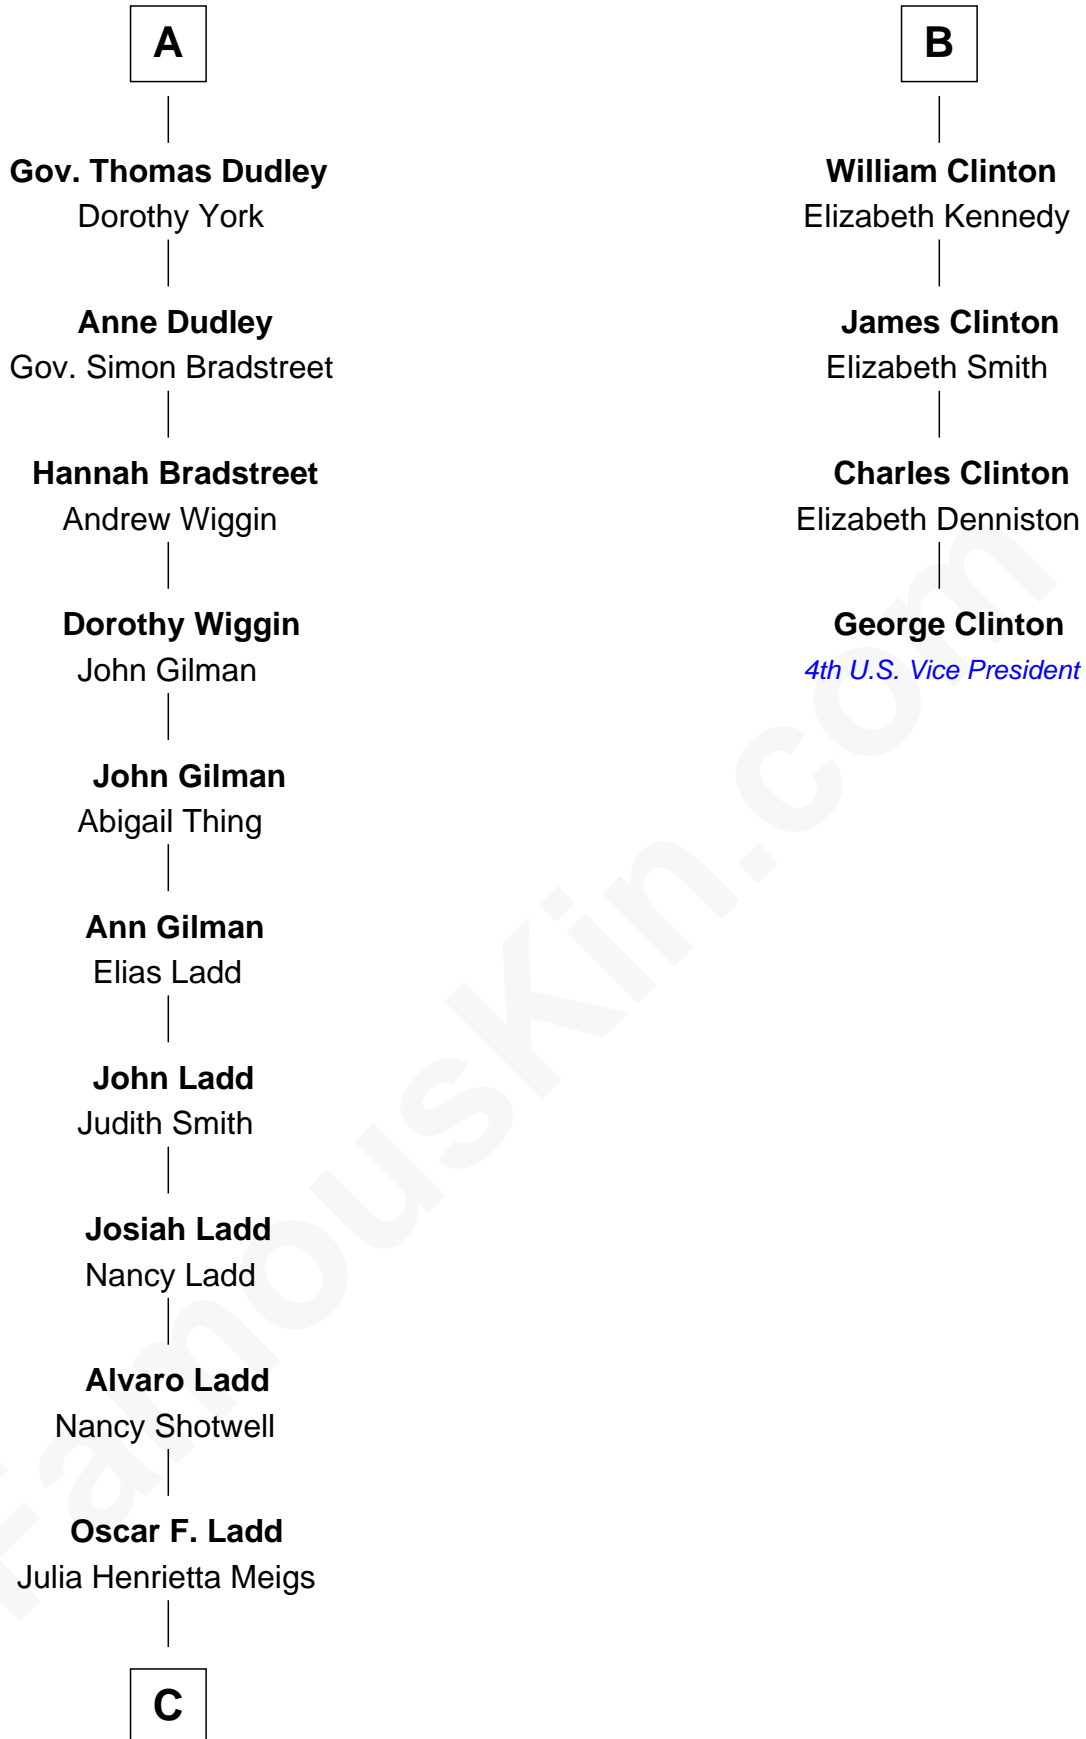 A
Gov. Thomas Dudley
Dorothy York
Anne Dudley
Gov. Simon Bradstreet
Hannah Bradstreet
Andrew Wiggin
Dorothy Wiggin
John Gilman
John Gilman
Abigail Thing
Ann Gilman
Elias Ladd
John Ladd
Judith Smith
Josiah Ladd
Nancy Ladd
Alvaro Ladd
Nancy Shotwell
Oscar F. Ladd
Julia Henrietta Meigs
C
B
William Clinton
Elizabeth Kennedy
James Clinton
Elizabeth Smith
Charles Clinton
Elizabeth Denniston
George Clinton
4th U.S. Vice President
FamousKin.com